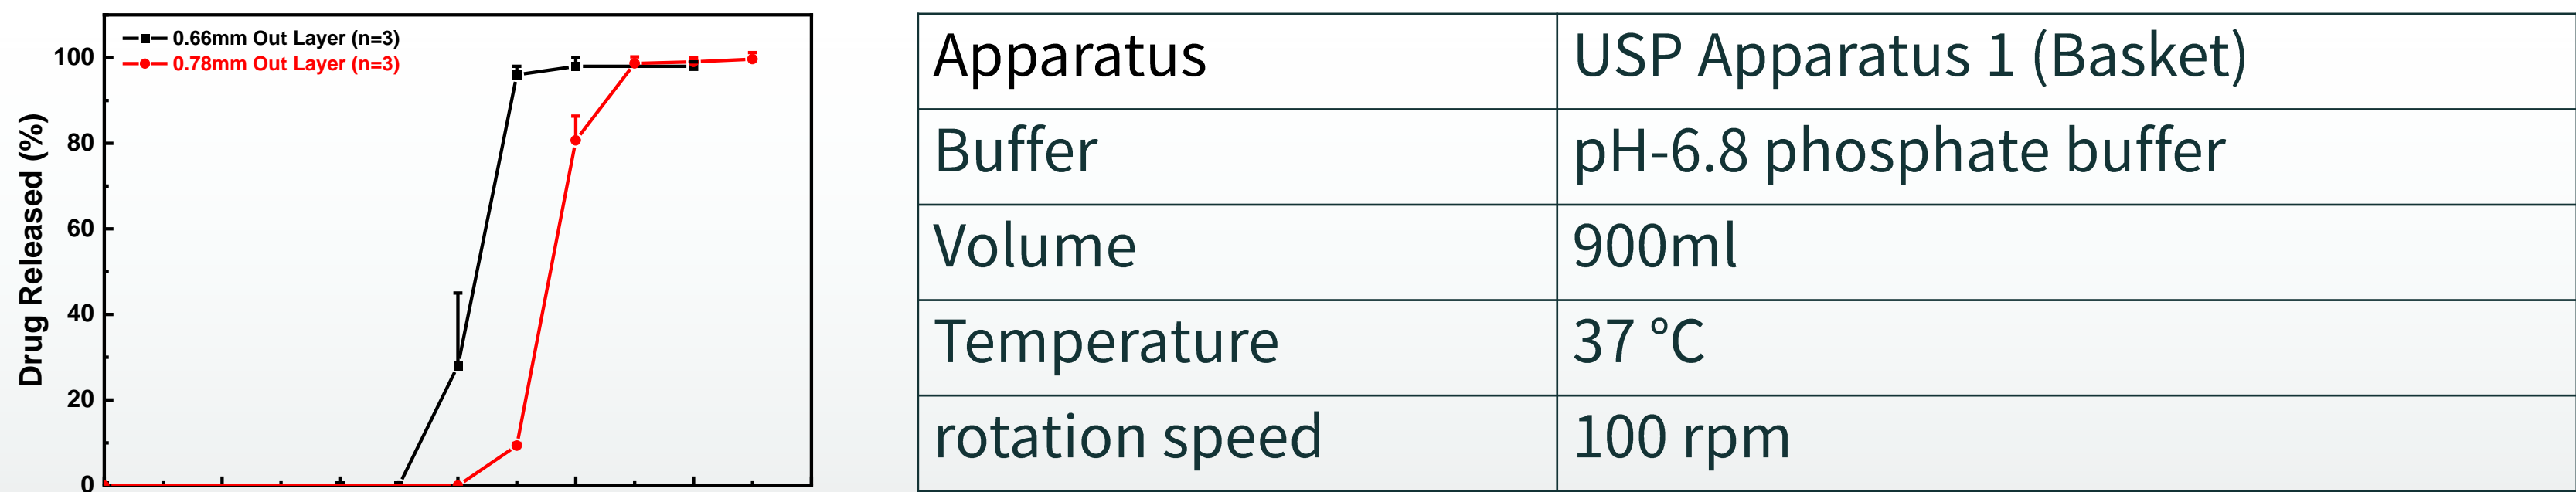 0.66mm Out Layer (n=3)
0.78mm Out Layer (n=3)
Drug Released (%)
100
80
60
40
20
0
Apparatus USP Apparatus 1 (Basket)
Buffer pH-6.8 phosphate buffer
Volume 900ml
Temperature 37 °C
rotation speed 100 rpm